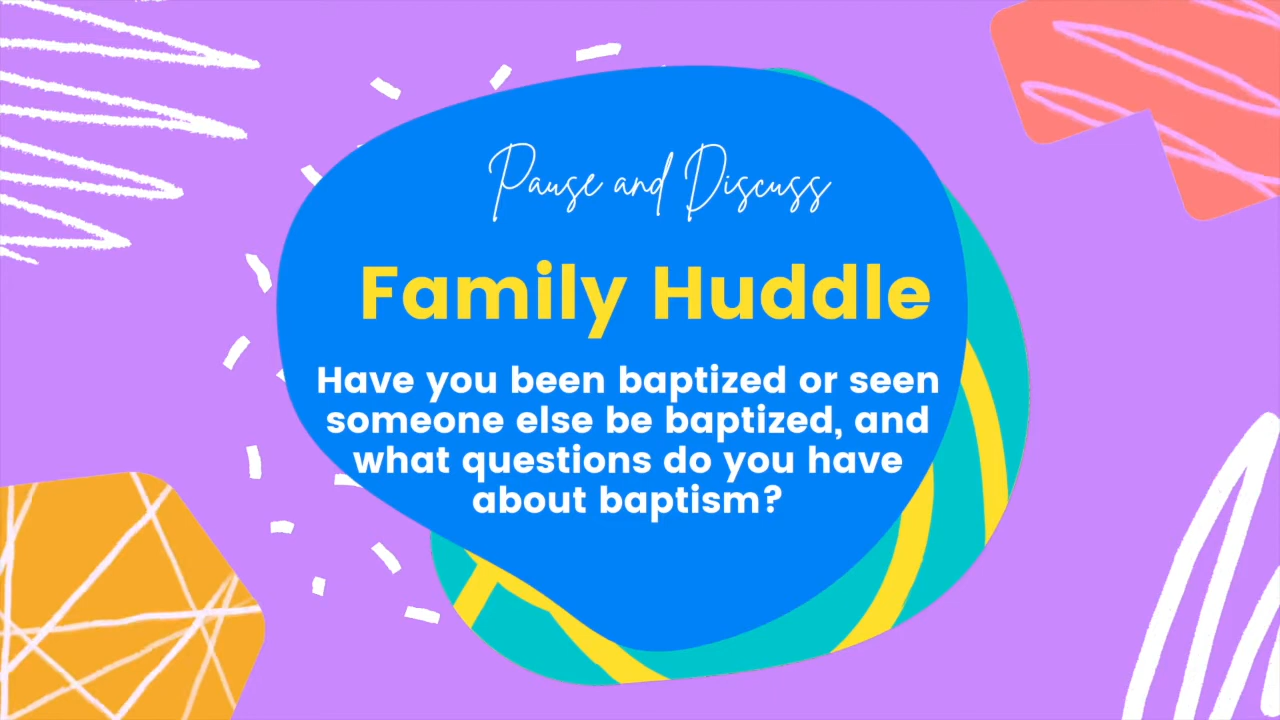 Pause and Discuss
Family Huddle
Have you been baptized or seen
someone else be baptized, and
what questions do you have
about baptism?